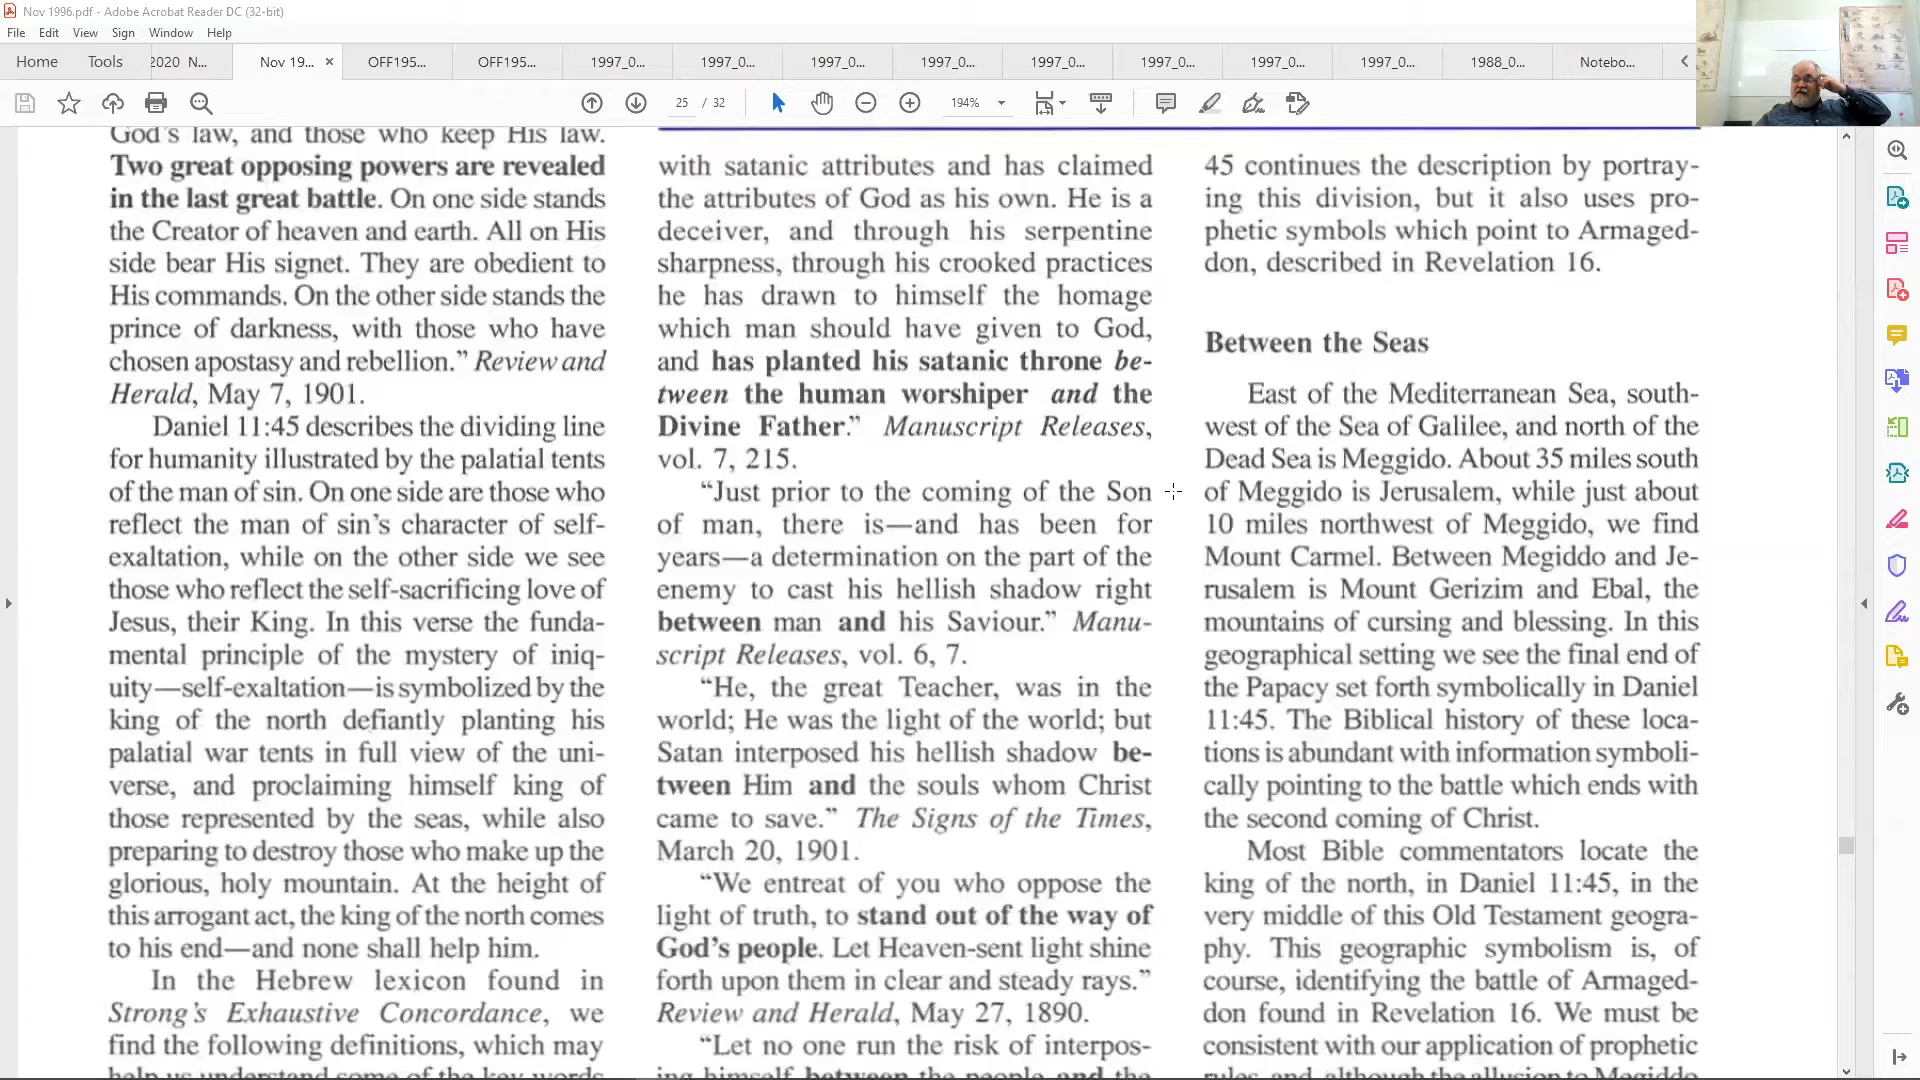 Nov 1996.pdf - Adobe Acrobat Reader DC (32-bit)
File Edit View Sign Window Help
Home Tools 2020 N... Nov 19... × OFF195... OFF195... 1997_0... 1997_0... 1997_0... 1997_0... 1997_0... 1997_0... 1997_0... 1997_0... 1988_0... Notebo...
25 / 32 194%
God's law, and those who keep His law.
Two great opposing powers are revealed
in the last great battle. On one side stands
the Creator of heaven and earth. All on His
side bear His signet. They are obedient to
His commands. On the other side stands the
prince of darkness, with those who have
chosen apostasy and rebellion.” Review and
Herald, May 7, 1901.
Daniel 11:45 describes the dividing line
for humanity illustrated by the palatial tents
of the man of sin. On one side are those who
reflect the man of sin’s character of self-
exaltation, while on the other side we see
those who reflect the self-sacrificing love of
Jesus, their King. In this verse the funda-
mental principle of the mystery of iniq-
uity—self-exaltation—is symbolized by the
king of the north defiantly planting his
palatial war tents in full view of the uni-
verse, and proclaiming himself king of
those represented by the seas, while also
preparing to destroy those who make up the
glorious, holy mountain. At the height of
this arrogant act, the king of the north comes
to his end—and none shall help him.
In the Hebrew lexicon found in
Strong’s Exhaustive Concordance, we
find the following definitions, which may
help us understand some of the key words
with satanic attributes and has claimed
the attributes of God as his own. He is a
deceiver, and through his serpentine
sharpness, through his crooked practices
he has drawn to himself the homage
which man should have given to God,
and has planted his satanic throne be-
tween the human worshiper and the
Divine Father.” Manuscript Releases,
vol. 7, 215.
“Just prior to the coming of the Son
of man, there is—and has been for
years—a determination on the part of the
enemy to cast his hellish shadow right
between man and his Saviour.” Manu-
script Releases, vol. 6, 7.
“He, the great Teacher, was in the
world; He was the light of the world; but
Satan interposed his hellish shadow be-
tween Him and the souls whom Christ
came to save.” The Signs of the Times,
March 20, 1901.
“We entreat of you who oppose the
light of truth, to stand out of the way of
God’s people. Let Heaven-sent light shine
forth upon them in clear and steady rays.”
Review and Herald, May 27, 1890.
“Let no one run the risk of interpos-
ing himself between the people and the
45 continues the description by portray-
ing this division, but it also uses pro-
phetic symbols which point to Armaged-
don, described in Revelation 16.
Between the Seas
East of the Mediterranean Sea, south-
west of the Sea of Galilee, and north of the
Dead Sea is Meggido. About 35 miles south
of Meggido is Jerusalem, while just about
10 miles northwest of Meggido, we find
Mount Carmel. Between Megiddo and Je-
rusalem is Mount Gerizim and Ebal, the
mountains of cursing and blessing. In this
geographical setting we see the final end of
the Papacy set forth symbolically in Daniel
11:45. The Biblical history of these loca-
tions is abundant with information symboli-
cally pointing to the battle which ends with
the second coming of Christ.
Most Bible commentators locate the
king of the north, in Daniel 11:45, in the
very middle of this Old Testament geogra-
phy. This geographic symbolism is, of
course, identifying the battle of Armaged-
don found in Revelation 16. We must be
consistent with our application of prophetic
rules, and although the allusion to Megiddo